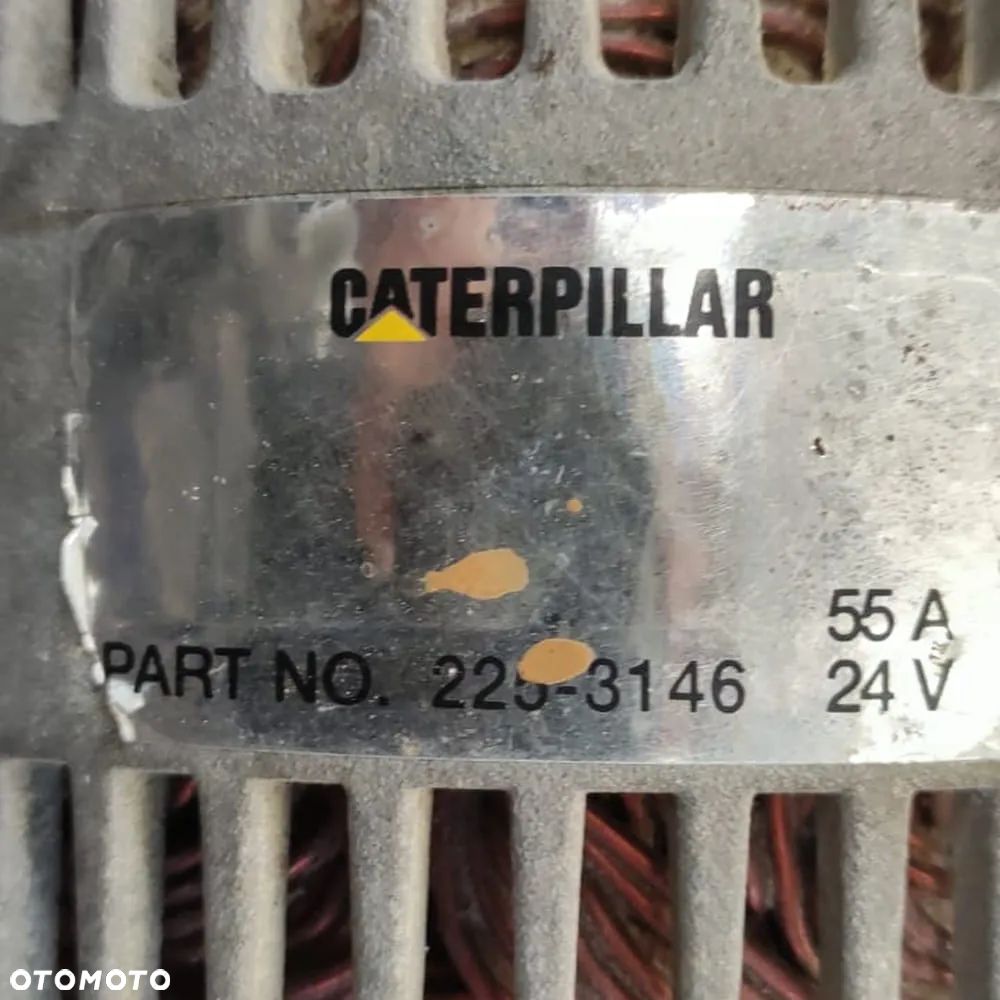 CATERPILLAR
55 A
PART NO. 225-3146 24 V
OTOMOTO